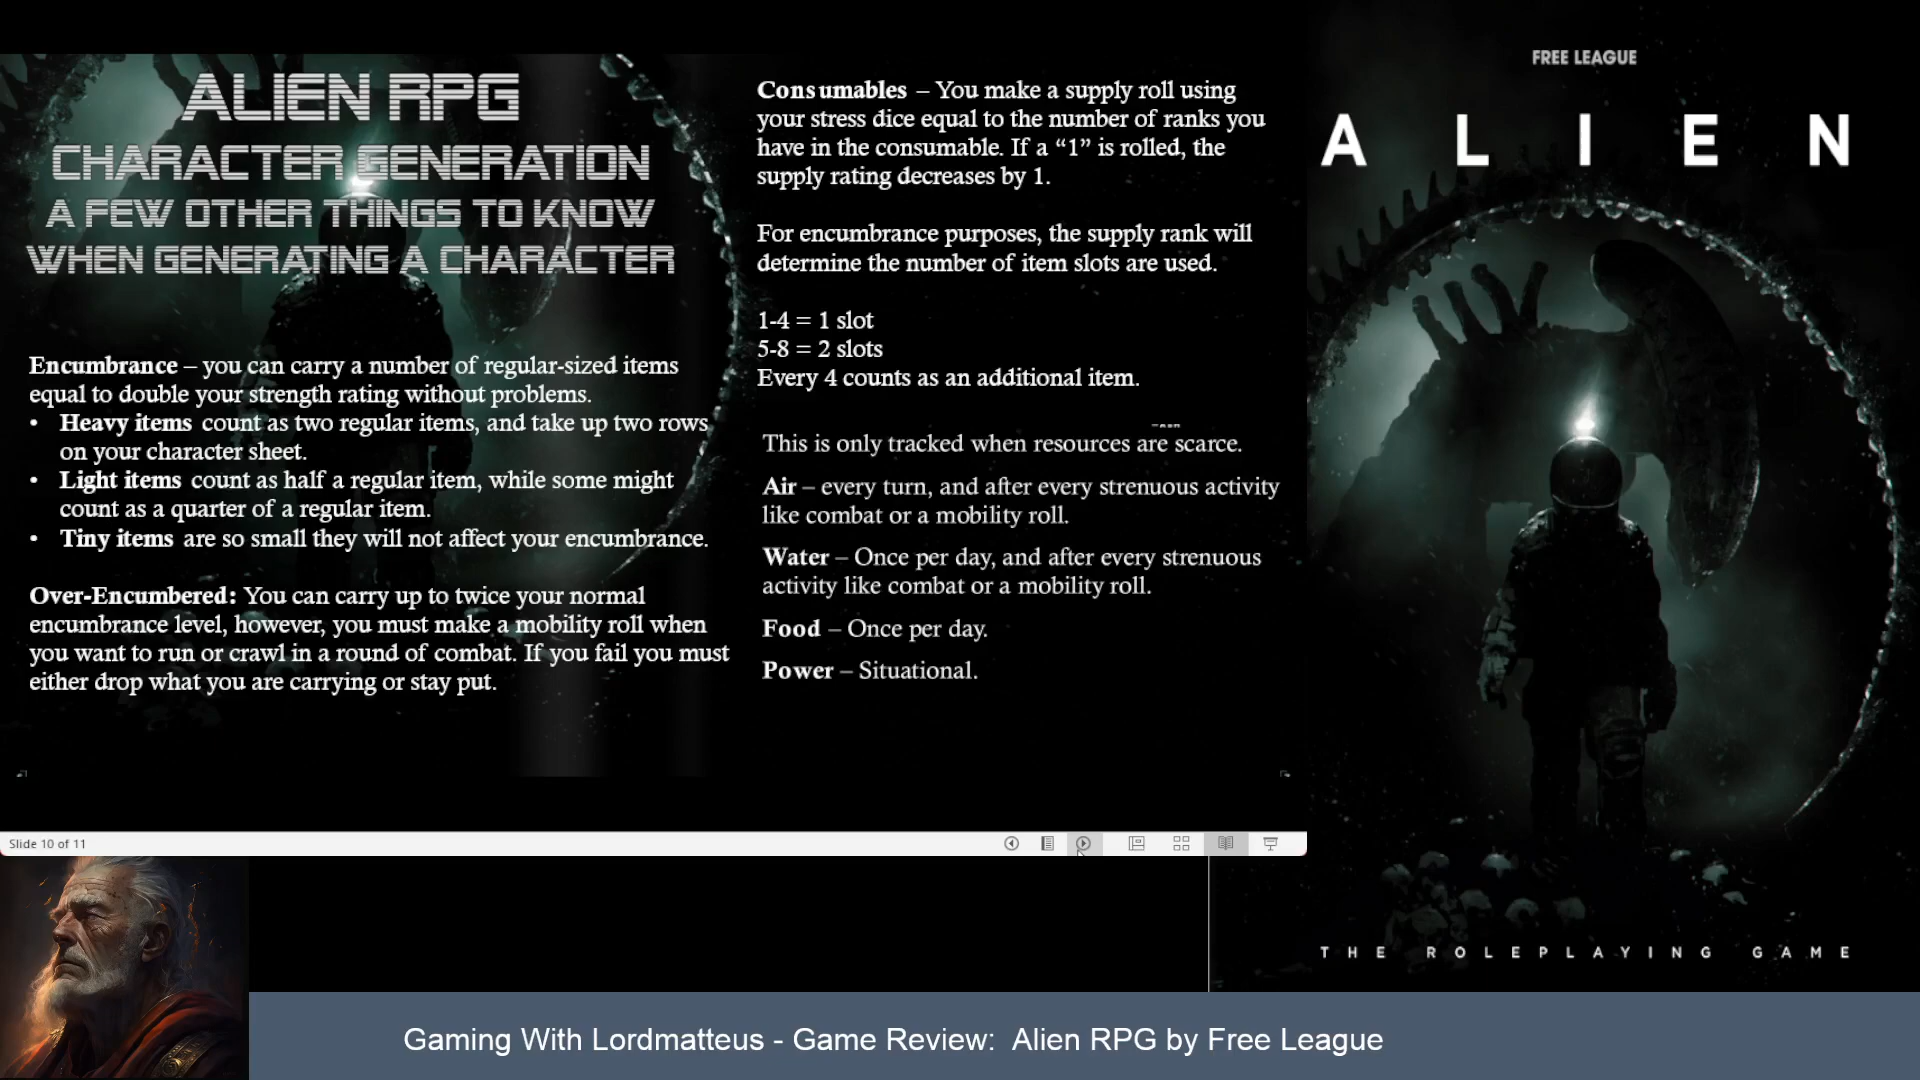 ALIEN RPG
CHARACTER GENERATION
A FEW OTHER THINGS TO KNOW
WHEN GENERATING A CHARACTER
Encumbrance – you can carry a number of regular-sized items
equal to double your strength rating without problems.
• Heavy items count as two regular items, and take up two rows
on your character sheet.
• Light items count as half a regular item, while some might
count as a quarter of a regular item.
• Tiny items are so small they will not affect your encumbrance.
Over-Encumbered: You can carry up to twice your normal
encumbrance level, however, you must make a mobility roll when
you want to run or crawl in a round of combat. If you fail you must
either drop what you are carrying or stay put.
Consumables – You make a supply roll using
your stress dice equal to the number of ranks you
have in the consumable. If a “1” is rolled, the
supply rating decreases by 1.
For encumbrance purposes, the supply rank will
determine the number of item slots are used.
1-4 = 1 slot
5-8 = 2 slots
Every 4 counts as an additional item.
This is only tracked when resources are scarce.
Air – every turn, and after every strenuous activity
like combat or a mobility roll.
Water – Once per day, and after every strenuous
activity like combat or a mobility roll.
Food – Once per day.
Power – Situational.
Slide 10 of 11
FREE LEAGUE
ALIEN
THE ROLEPLAYING GAME
Gaming With Lordmatteus - Game Review: Alien RPG by Free League